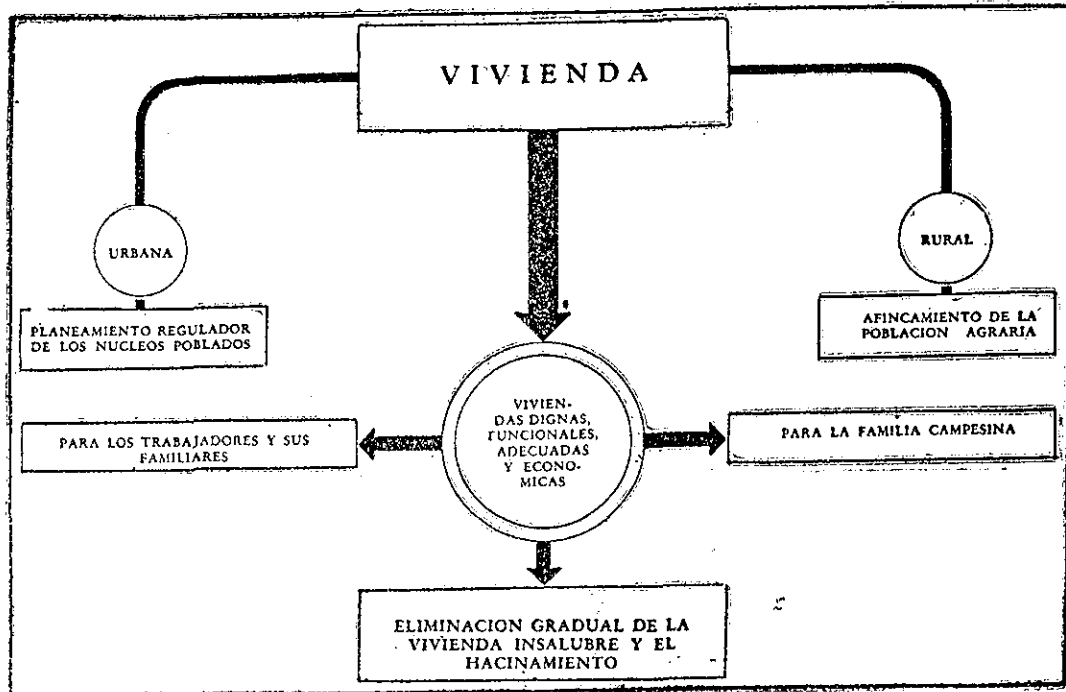 VIVIENDA
URBANA
RURAL
PLANEAMIENTO REGULADOR
DE LOS NUCLEOS POBLADOS
AFINCAMIENTO DE LA
POBLACION AGRARIA
VIVIEN-
DAS DIGNAS,
FUNCIONALES,
ADECUADAS
Y ECONO-
MICAS
PARA LOS TRABAJADORES Y SUS
FAMILIARES
PARA LA FAMILIA CAMPESINA
ELIMINACION GRADUAL DE LA
VIVIENDA INSALUBRE Y EL
HACINAMIENTO